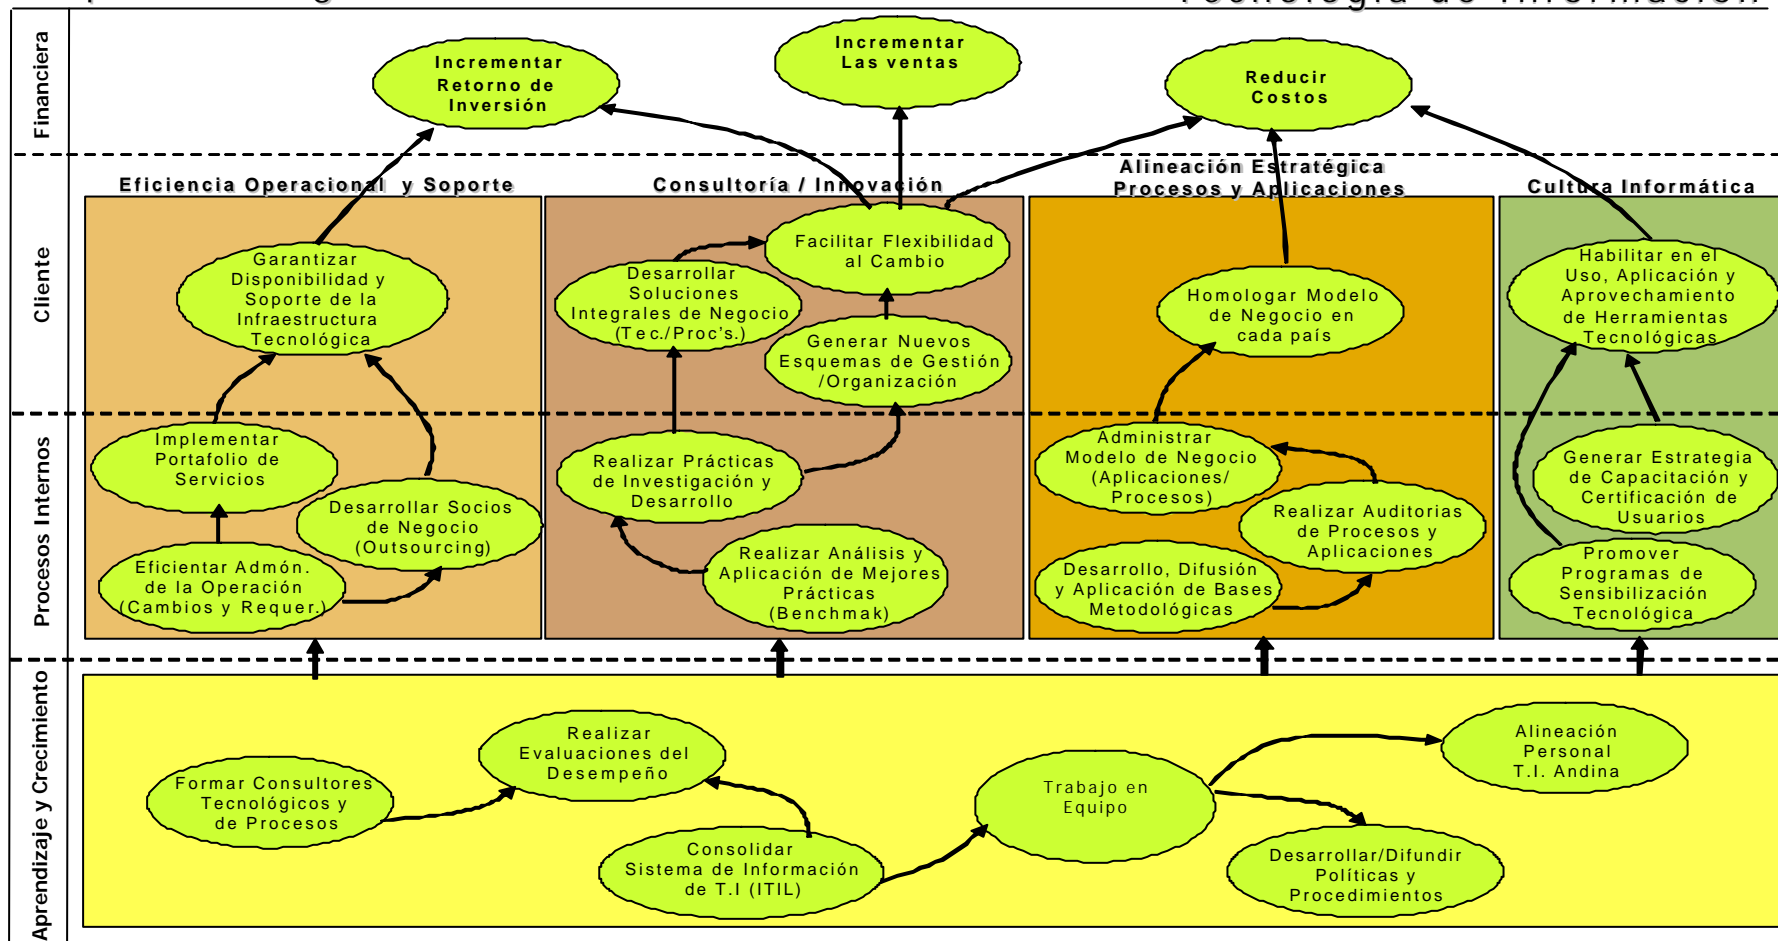 Tecnología de Información
Financiera
Incrementar
Retorno de
Inversión
Incrementar
Las ventas
Reducir
Costos
Cliente
Eficiencia Operacional y Soporte
Consultoría / Innovación
Alineación Estratégica
Procesos y Aplicaciones
Cultura Informática
Garantizar
Disponibilidad y
Soporte de la
Infraestructura
Tecnológica
Desarrollar
Soluciones
Integrales de Negocio
(Tec./Proc's.)
Facilitar Flexibilidad
al Cambio
Generar Nuevos
Esquemas de Gestión
/Organización
Homologar Modelo
de Negocio en
cada país
Habilitar en el
Uso, Aplicación y
Aprovechamiento
de Herramientas
Tecnológicas
Procesos Internos
Implementar
Portafolio de
Servicios
Desarrollar Socios
de Negocio
(Outsourcing)
Eficientar Admón.
de la Operación
(Cambios y Requer.)
Realizar Prácticas
de Investigación y
Desarrollo
Realizar Análisis y
Aplicación de Mejores
Prácticas
(Benchmak)
Administrar
Modelo de Negocio
(Aplicaciones/
Procesos)
Realizar Auditorias
de Procesos y
Aplicaciones
Desarrollo, Difusión
y Aplicación de Bases
Metodológicas
Generar Estrategia
de Capacitación y
Certificación de
Usuarios
Promover
Programas de
Sensibilización
Tecnológica
Aprendizaje y Crecimiento
Formar Consultores
Tecnológicos y
de Procesos
Realizar
Evaluaciones del
Desempeño
Consolidar
Sistema de Información
de T.I (ITIL)
Trabajo en
Equipo
Alineación
Personal
T.I. Andina
Desarrollar/Difundir
Políticas y
Procedimientos